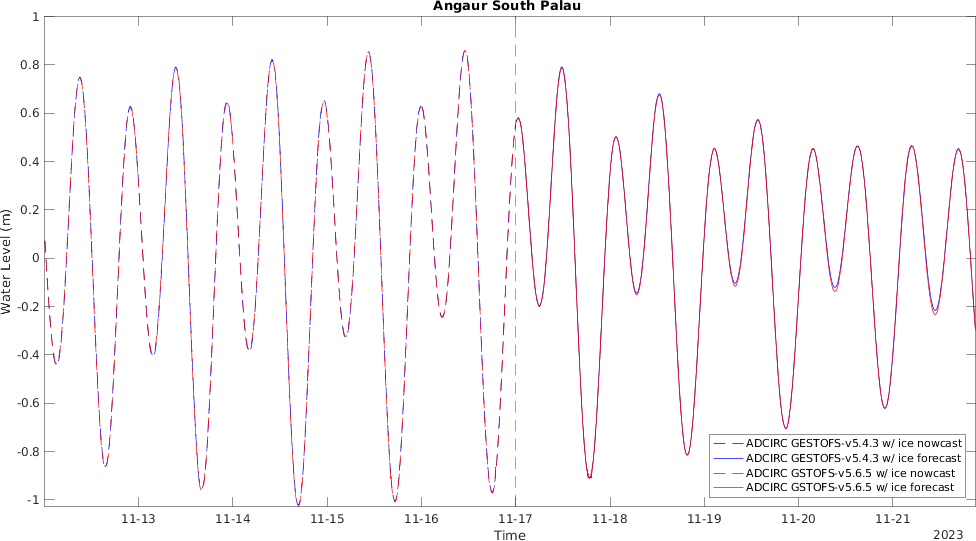 Angaur South Palau
1
0.8
0.6
0.4
0.2
0
-0.2
-0.4
-0.6
-0.8
-1
Water Level (m)
11-13 11-14 11-15 11-16 11-17 11-18 11-19 11-20 11-21
Time
2023
ADCIRC GESTOFS-v5.4.3 w/ ice nowcast
ADCIRC GESTOFS-v5.4.3 w/ ice forecast
ADCIRC GSTOFS-v5.6.5 w/ ice nowcast
ADCIRC GSTOFS-v5.6.5 w/ ice forecast